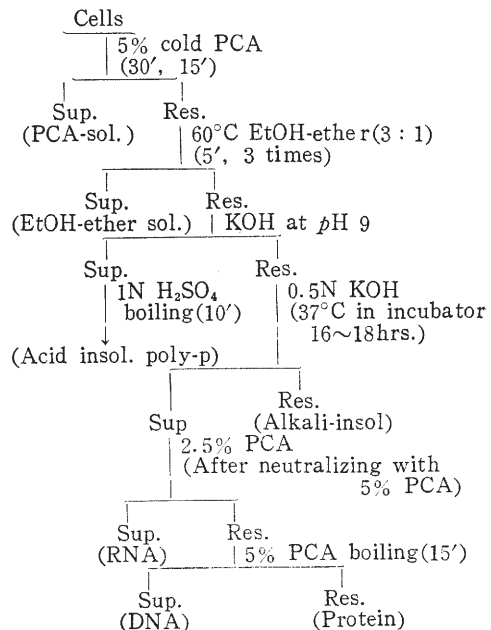 Cells
5% cold PCA
(30′, 15′)
Sup. Res.
(PCA-sol.) 60°C EtOH-ether(3 : 1)
(5′, 3 times)
Sup. Res.
(EtOH-ether sol.) KOH at pH 9
Sup. Res.
1N H₂SO₄ 0.5N KOH
boiling(10′) (37°C in incubator
16~18hrs.)
(Acid insol. poly-p)
Res.
Sup (Alkali-insol)
2.5% PCA
(After neutralizing with
5% PCA)
Sup. Res.
(RNA) 5% PCA boiling(15′)
Sup. Res.
(DNA) (Protein)